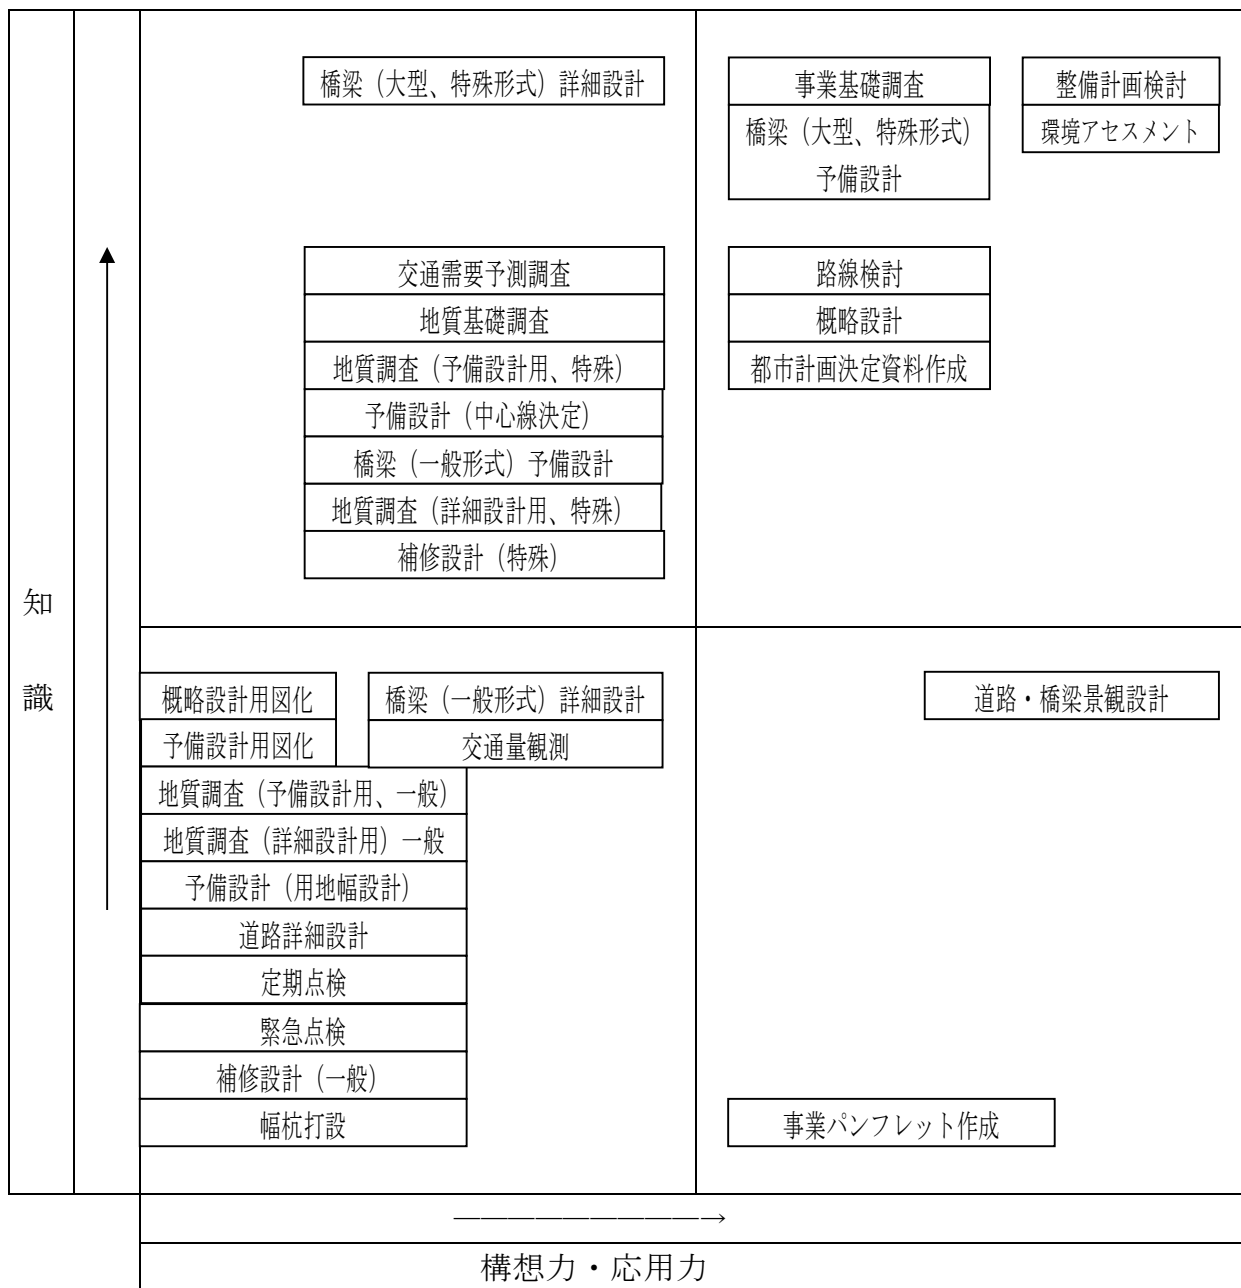 橋梁（大型、特殊形式）詳細設計
事業基礎調査
整備計画検討
橋梁（大型、特殊形式）
予備設計
環境アセスメント
交通需要予測調査
地質基礎調査
地質調査（予備設計用、特殊）
予備設計（中心線決定）
橋梁（一般形式）予備設計
地質調査（詳細設計用、特殊）
補修設計（特殊）
路線検討
概略設計
都市計画決定資料作成
知
識
概略設計用図化
予備設計用図化
橋梁（一般形式）詳細設計
交通量観測
地質調査（予備設計用、一般）
地質調査（詳細設計用）一般
予備設計（用地幅設計）
道路詳細設計
定期点検
緊急点検
補修設計（一般）
幅杭打設
道路・橋梁景観設計
事業パンフレット作成
――――――――――→
構想力・応用力